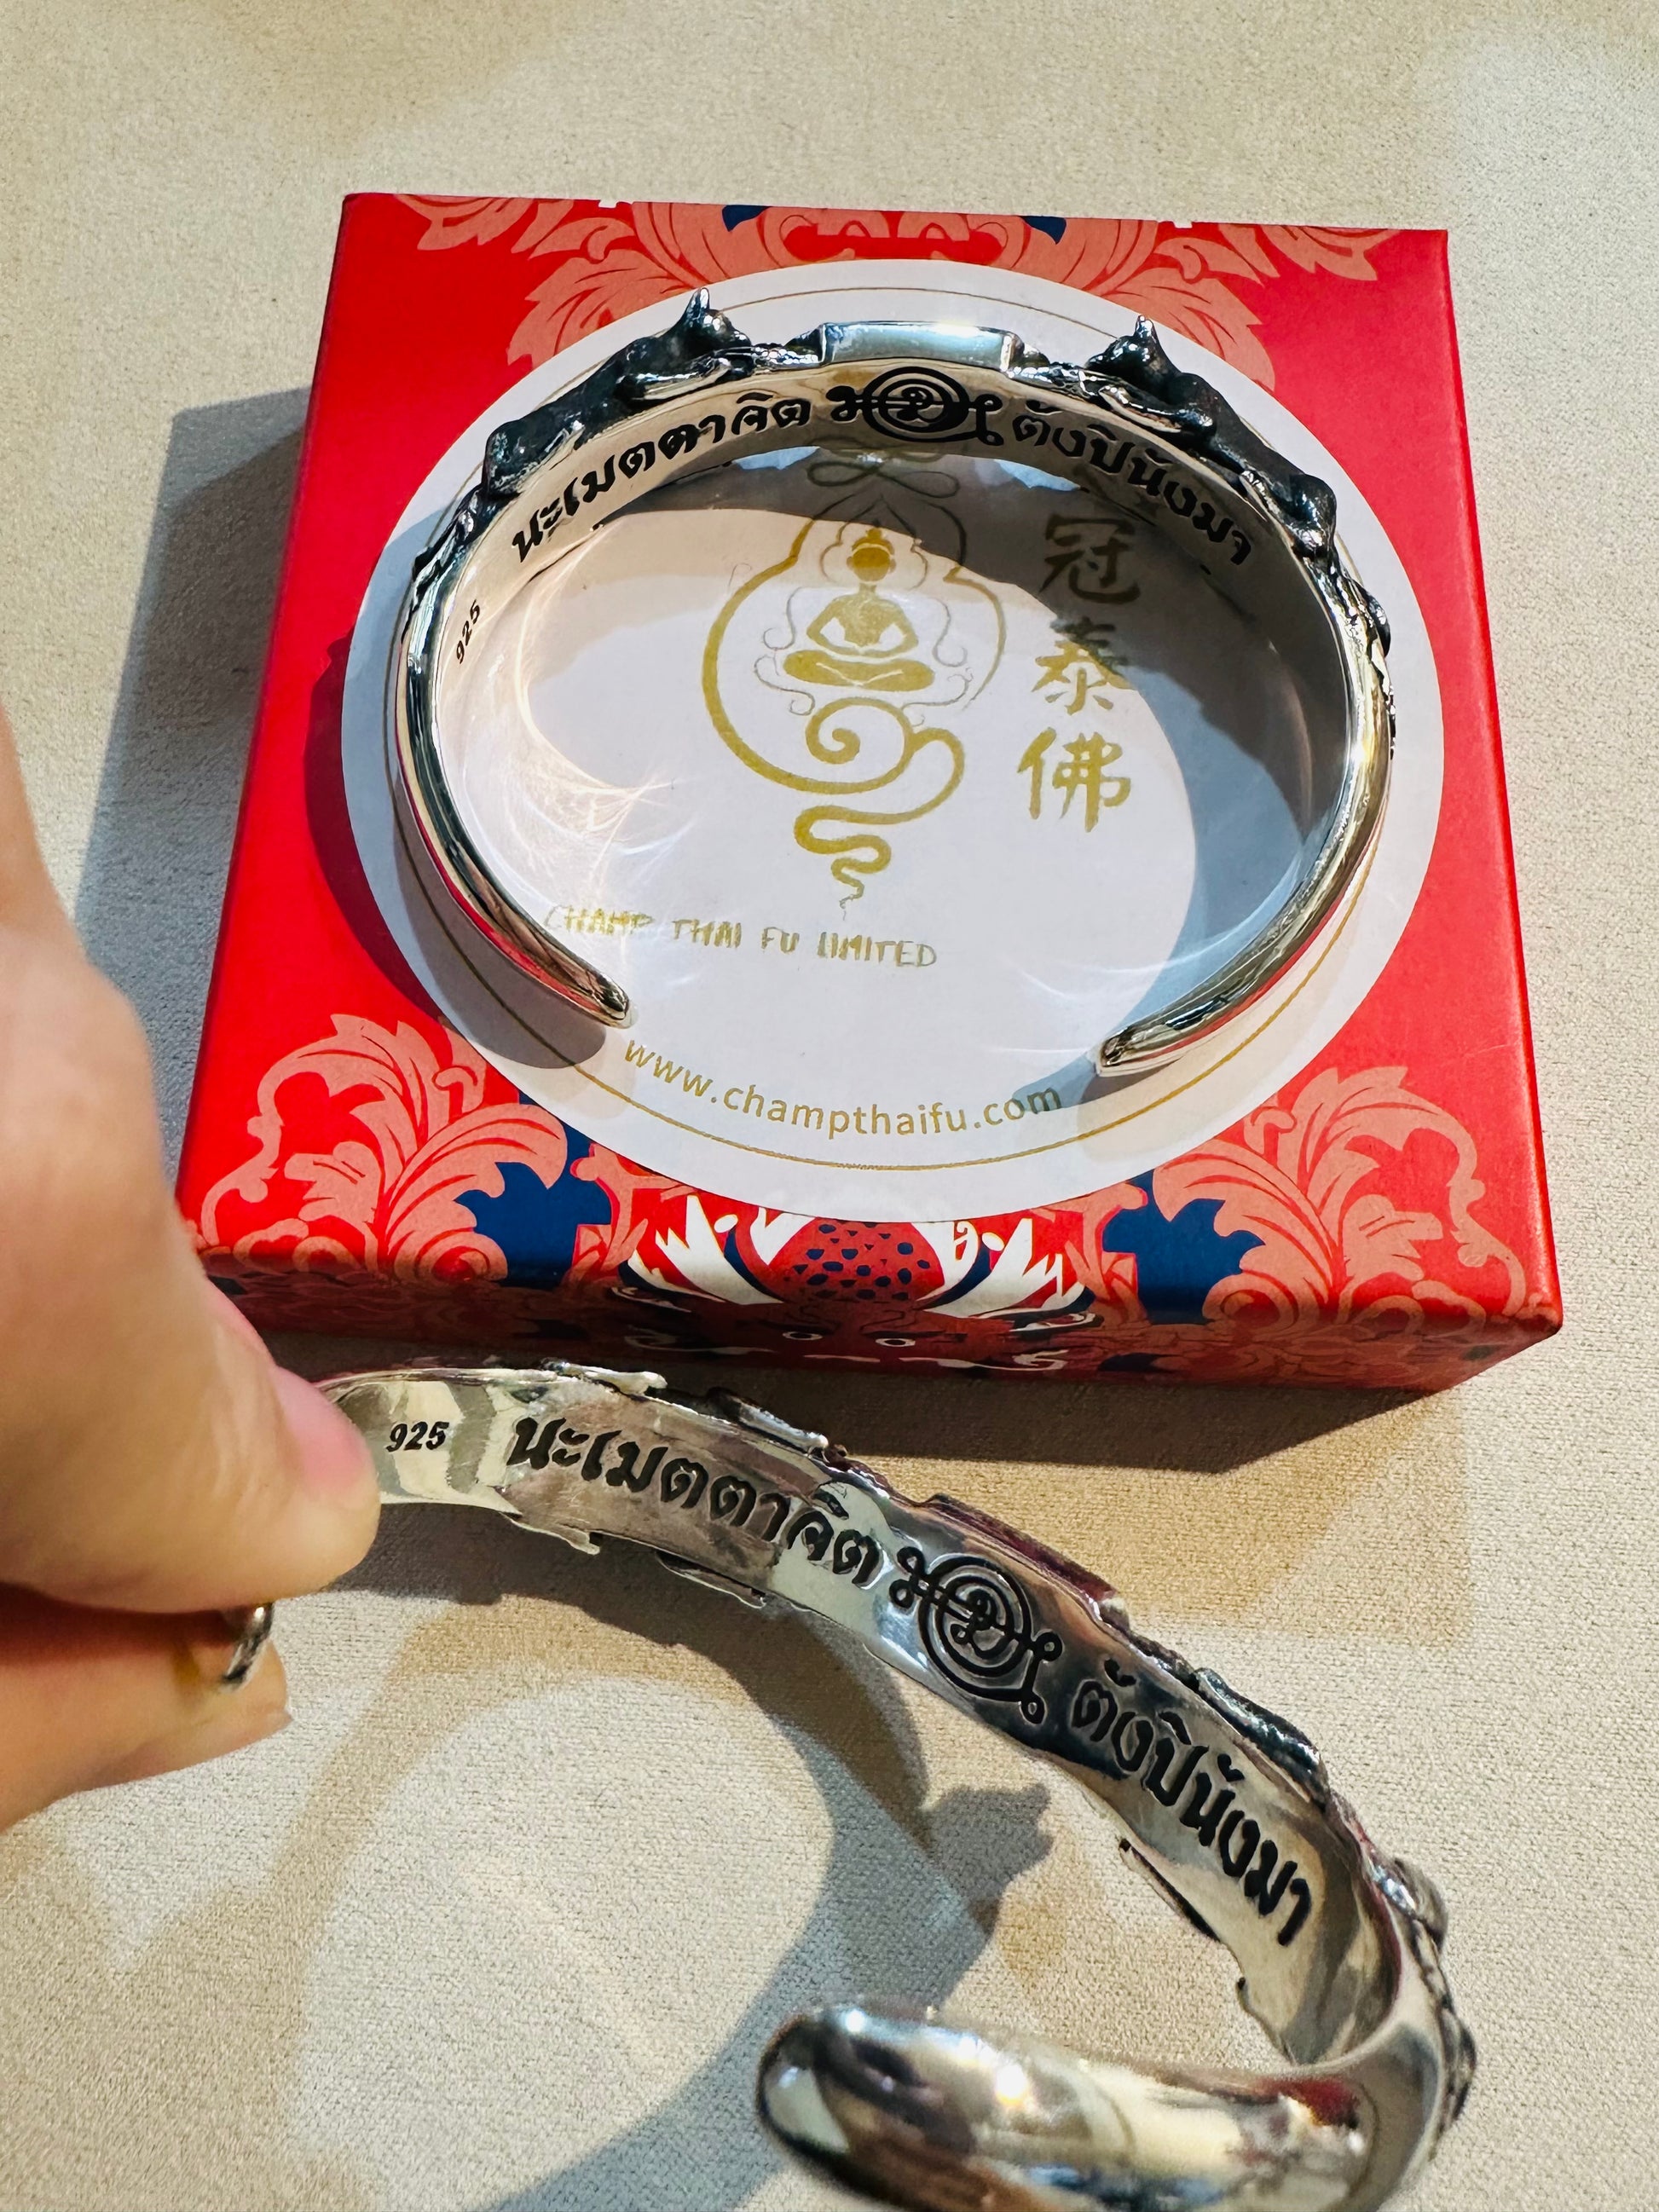 นะเมตตาจิต ตังปินังมา
925
冠泰佛
CHAMP THAI FU LIMITED
www.champthaifu.com
925 นะเมตตาจิต ตังปินังมา